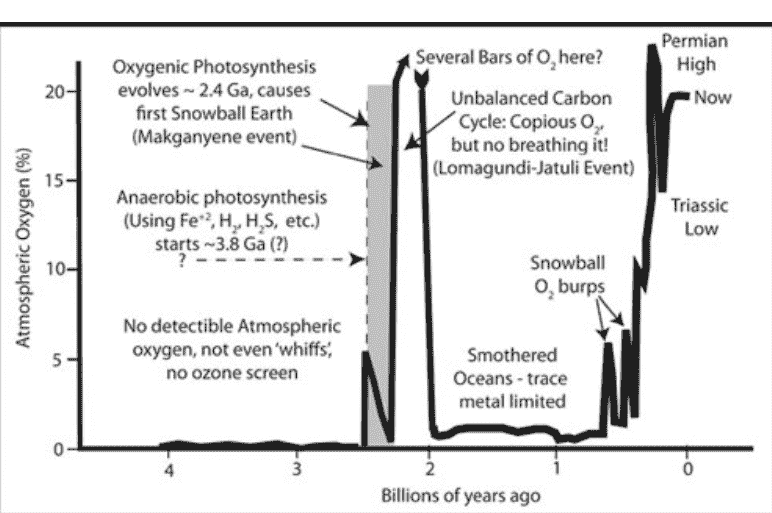 Oxygenic Photosynthesis
evolves ~ 2.4 Ga, causes
first Snowball Earth
(Makganyene event)
Several Bars of O₂ here?
Unbalanced Carbon
Cycle: Copious O₂,
but no breathing it!
(Lomagundi-Jatuli Event)
Permian
High
Now
Triassic
Low
Anaerobic photosynthesis
(Using Fe⁺², H₂, H₂S, etc.)
starts ~3.8 Ga (?)
?
Snowball
O₂ burps
No detectible Atmospheric
oxygen, not even 'whiffs',
no ozone screen
Smothered
Oceans - trace
metal limited
Atmospheric Oxygen (%)
20
15
10
5
0
4 3 2 1 0
Billions of years ago